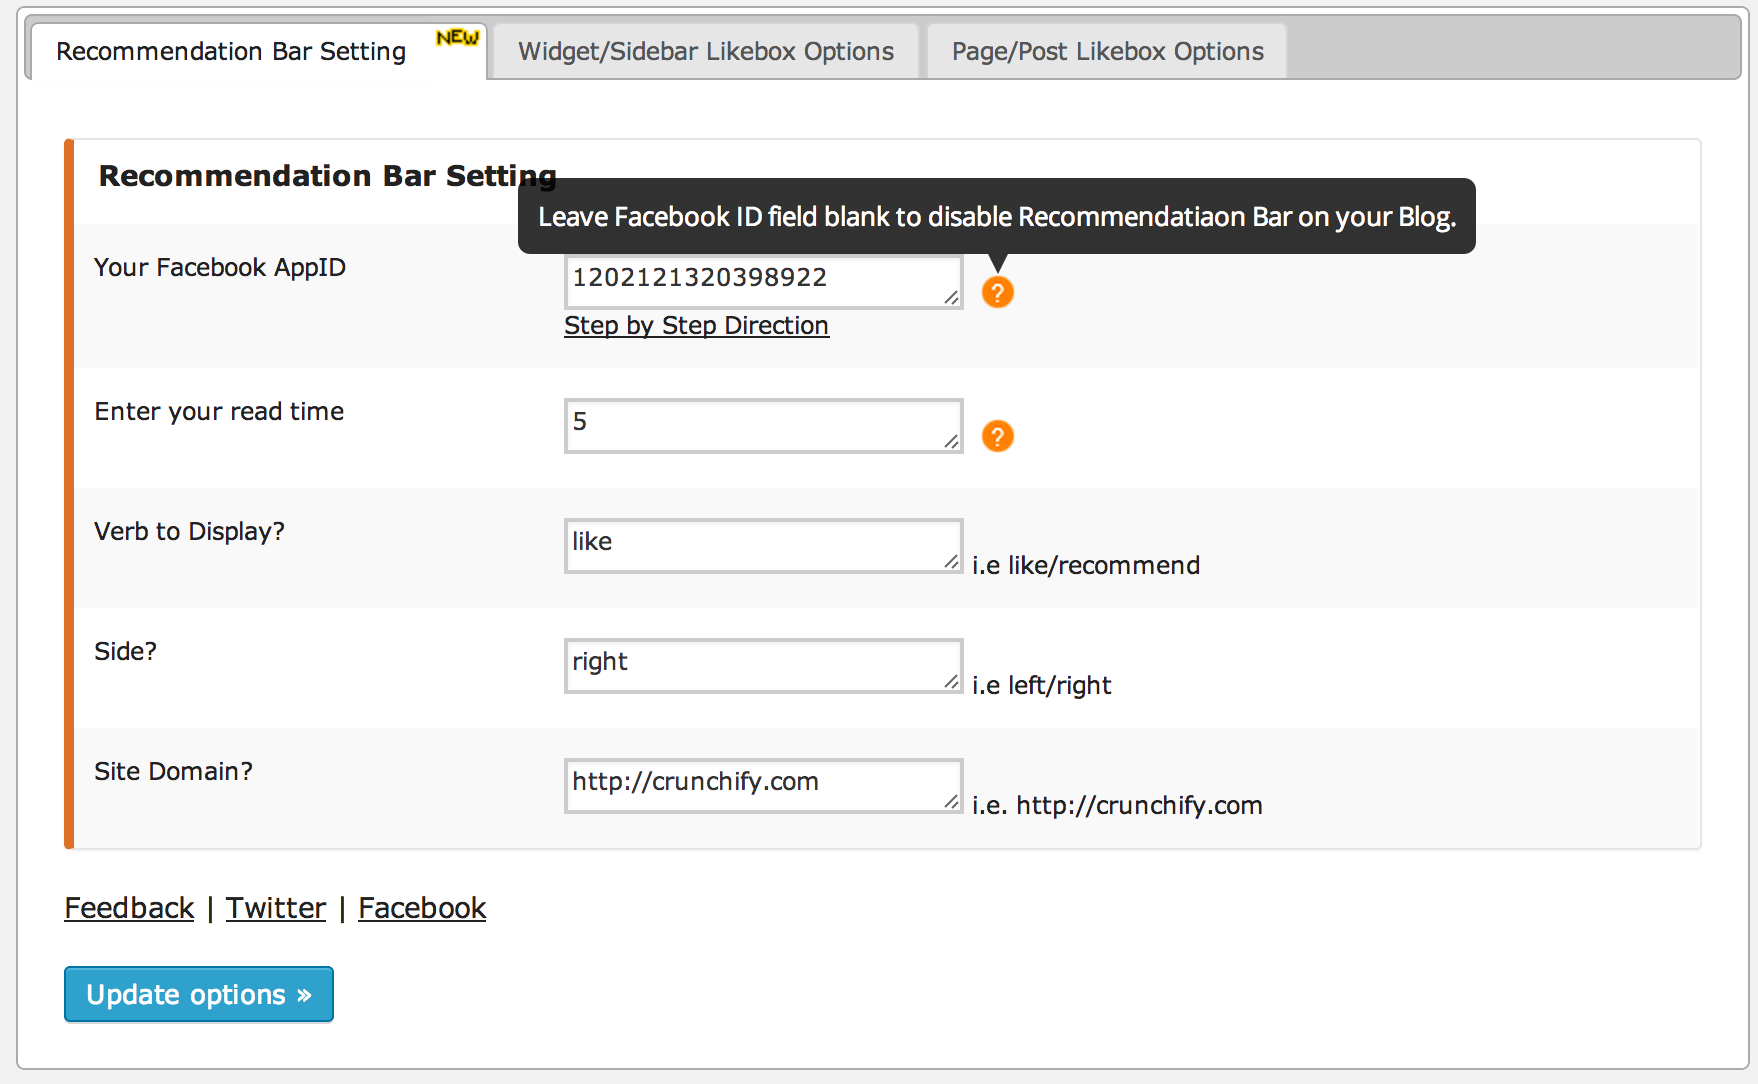 Recommendation Bar Setting NEW Widget/Sidebar Likebox Options Page/Post Likebox Options
Recommendation Bar Setting
Leave Facebook ID field blank to disable Recommendatiaon Bar on your Blog.
Your Facebook AppID 1202121320398922 ?
Step by Step Direction
Enter your read time 5 ?
Verb to Display? like i.e like/recommend
Side? right i.e left/right
Site Domain? http://crunchify.com i.e. http://crunchify.com
Feedback | Twitter | Facebook
Update options »